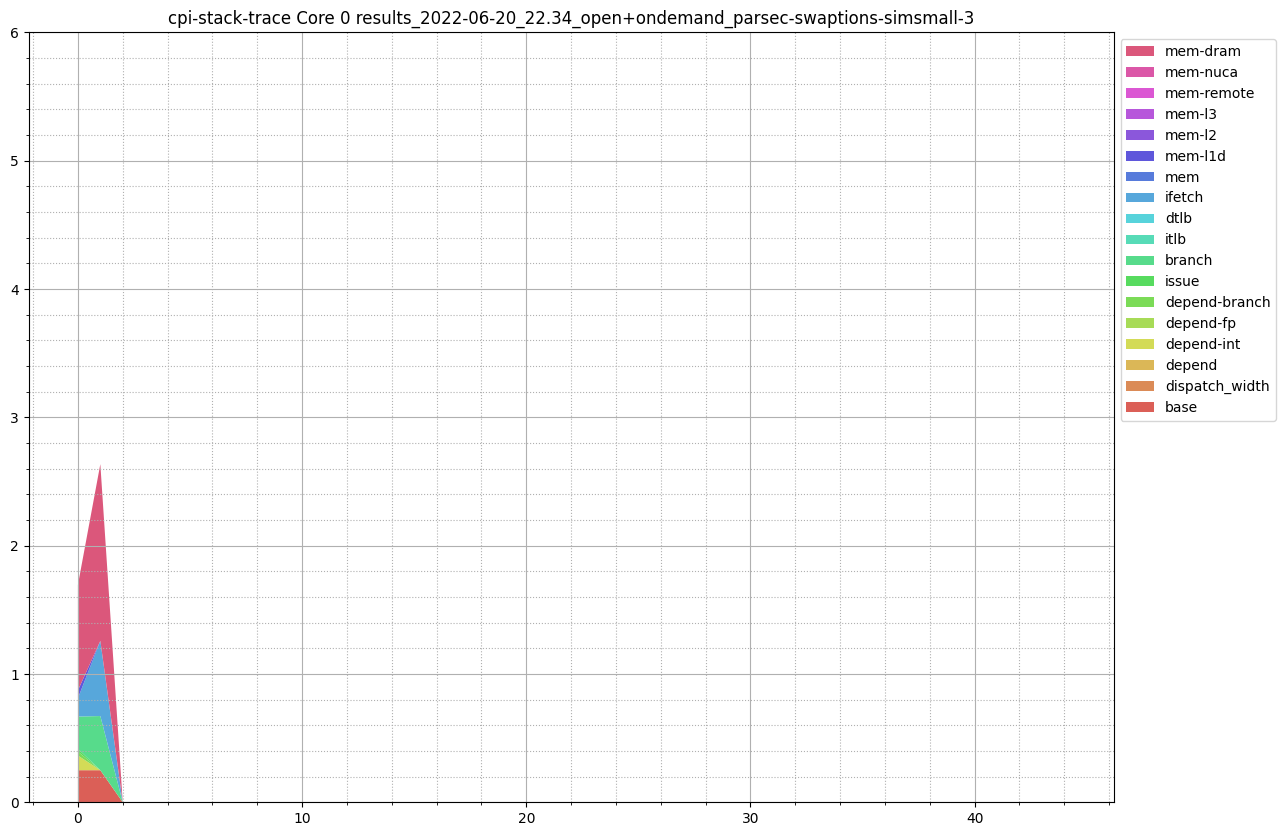 cpi-stack-trace Core 0 results_2022-06-20_22.34_open+ondemand_parsec-swaptions-simsmall-3
6
5
4
3
2
1
0
0 10 20 30 40
mem-dram
mem-nuca
mem-remote
mem-l3
mem-l2
mem-l1d
mem
ifetch
dtlb
itlb
branch
issue
depend-branch
depend-fp
depend-int
depend
dispatch_width
base